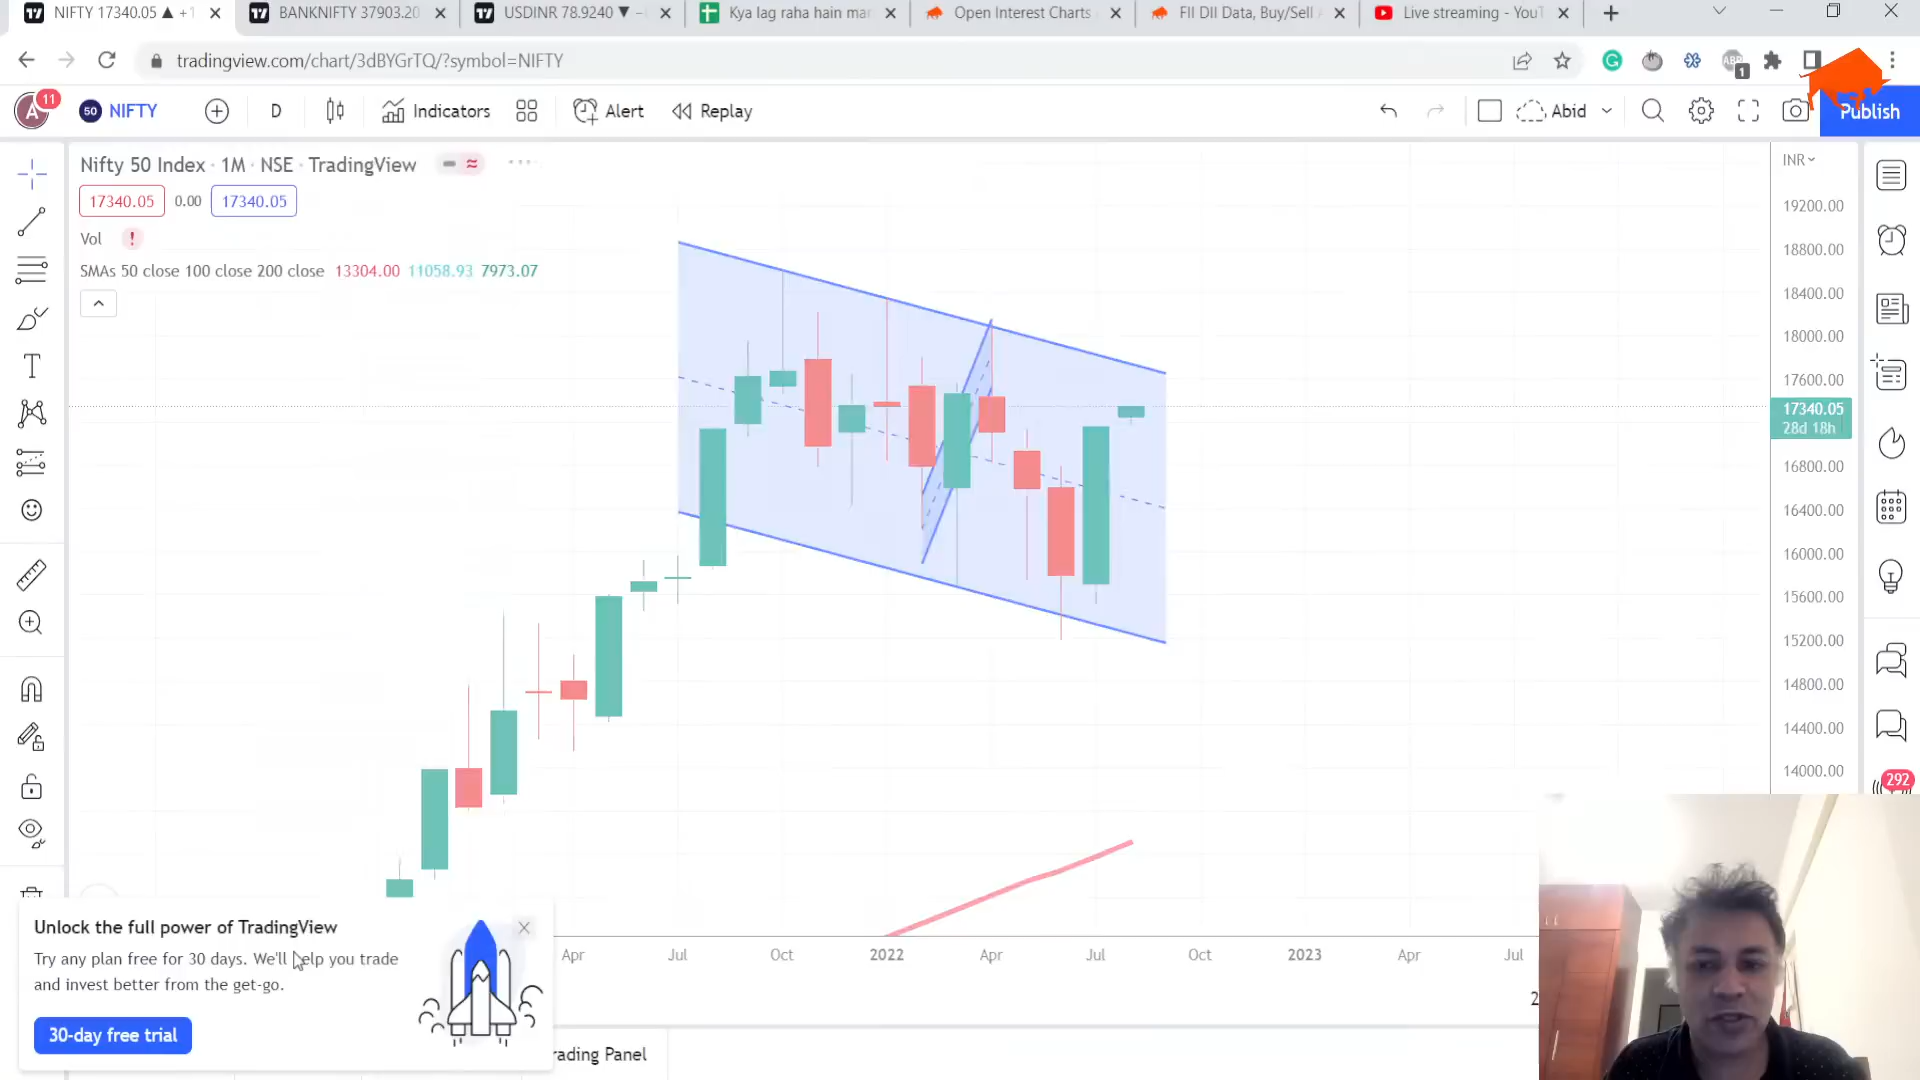 NIFTY 17340.05 ▲ +1
BANKNIFTY 37903.20
USDINR 78.9240 ▼ −
Kya lag raha hain mar
Open Interest Charts
FII DII Data, Buy/Sell
Live streaming - YouT
tradingview.com/chart/3dBYGrTQ/?symbol=NIFTY
ABP
1
A
11
50
NIFTY
D
Indicators
Alert
Replay
Abid
Publish
Nifty 50 Index · 1M · NSE · TradingView
17340.05
0.00
17340.05
Vol
!
SMAs 50 close 100 close 200 close 13304.00 11058.93 7973.07
INR
19200.00
18800.00
18400.00
18000.00
17600.00
17340.05
28d 18h
16800.00
16400.00
16000.00
15600.00
15200.00
14800.00
14400.00
14000.00
292
Unlock the full power of TradingView
Try any plan free for 30 days. We'll help you trade
and invest better from the get-go.
30-day free trial
Apr
Jul
Oct
2022
Apr
Jul
Oct
2023
Apr
Jul
2
rading Panel